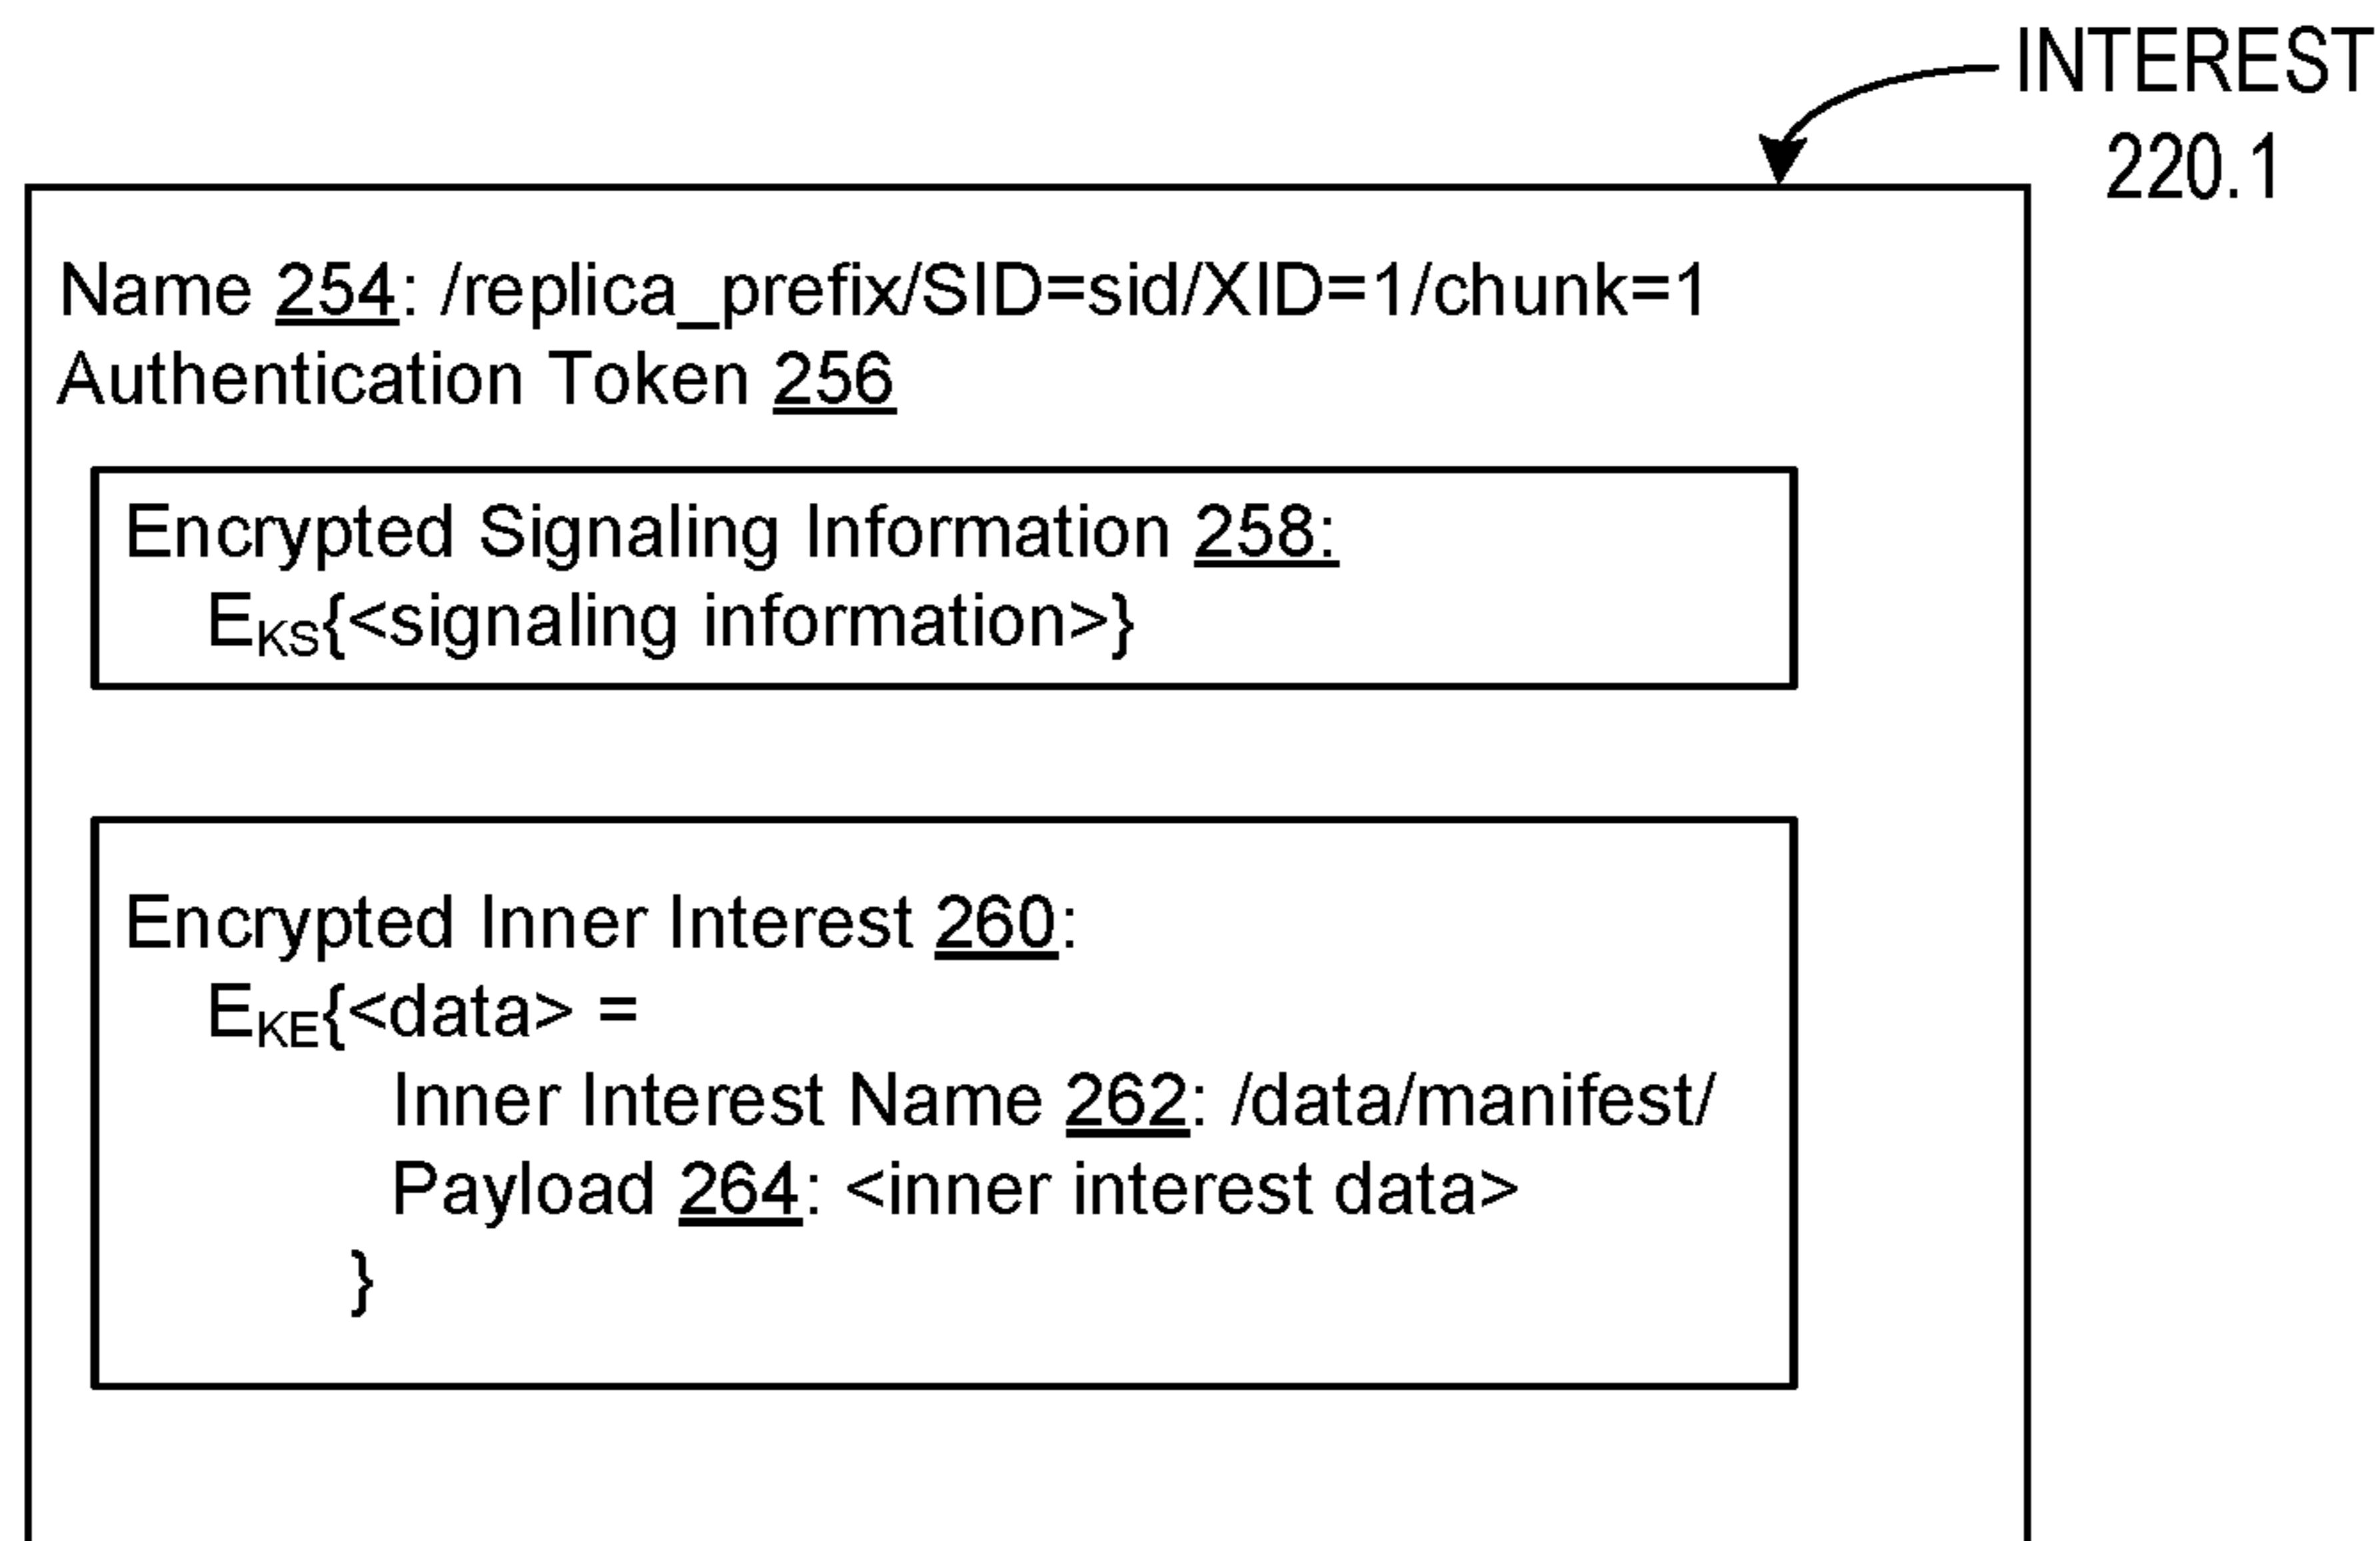 INTEREST
220.1
Name 254: /replica_prefix/SID=sid/XID=1/chunk=1
Authentication Token 256
Encrypted Signaling Information 258:
EKS{<signaling information>}
Encrypted Inner Interest 260:
EKE{<data> =
Inner Interest Name 262: /data/manifest/
Payload 264: <inner interest data>
}